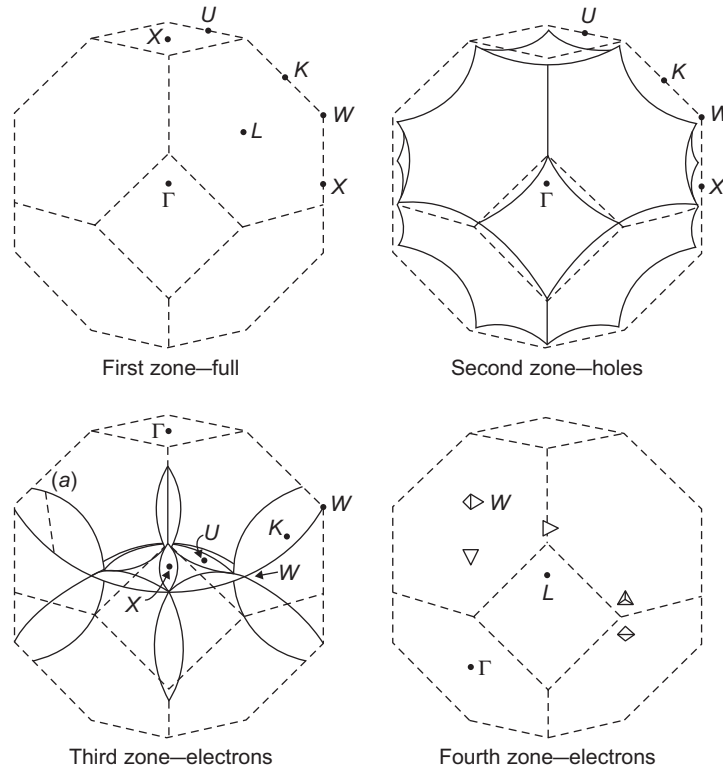 U
X
K
W
L
X
Γ
First zone—full
U
K
W
X
Γ
Second zone—holes
Γ
(a)
W
K
U
W
X
Third zone—electrons
W
L
Γ
Fourth zone—electrons